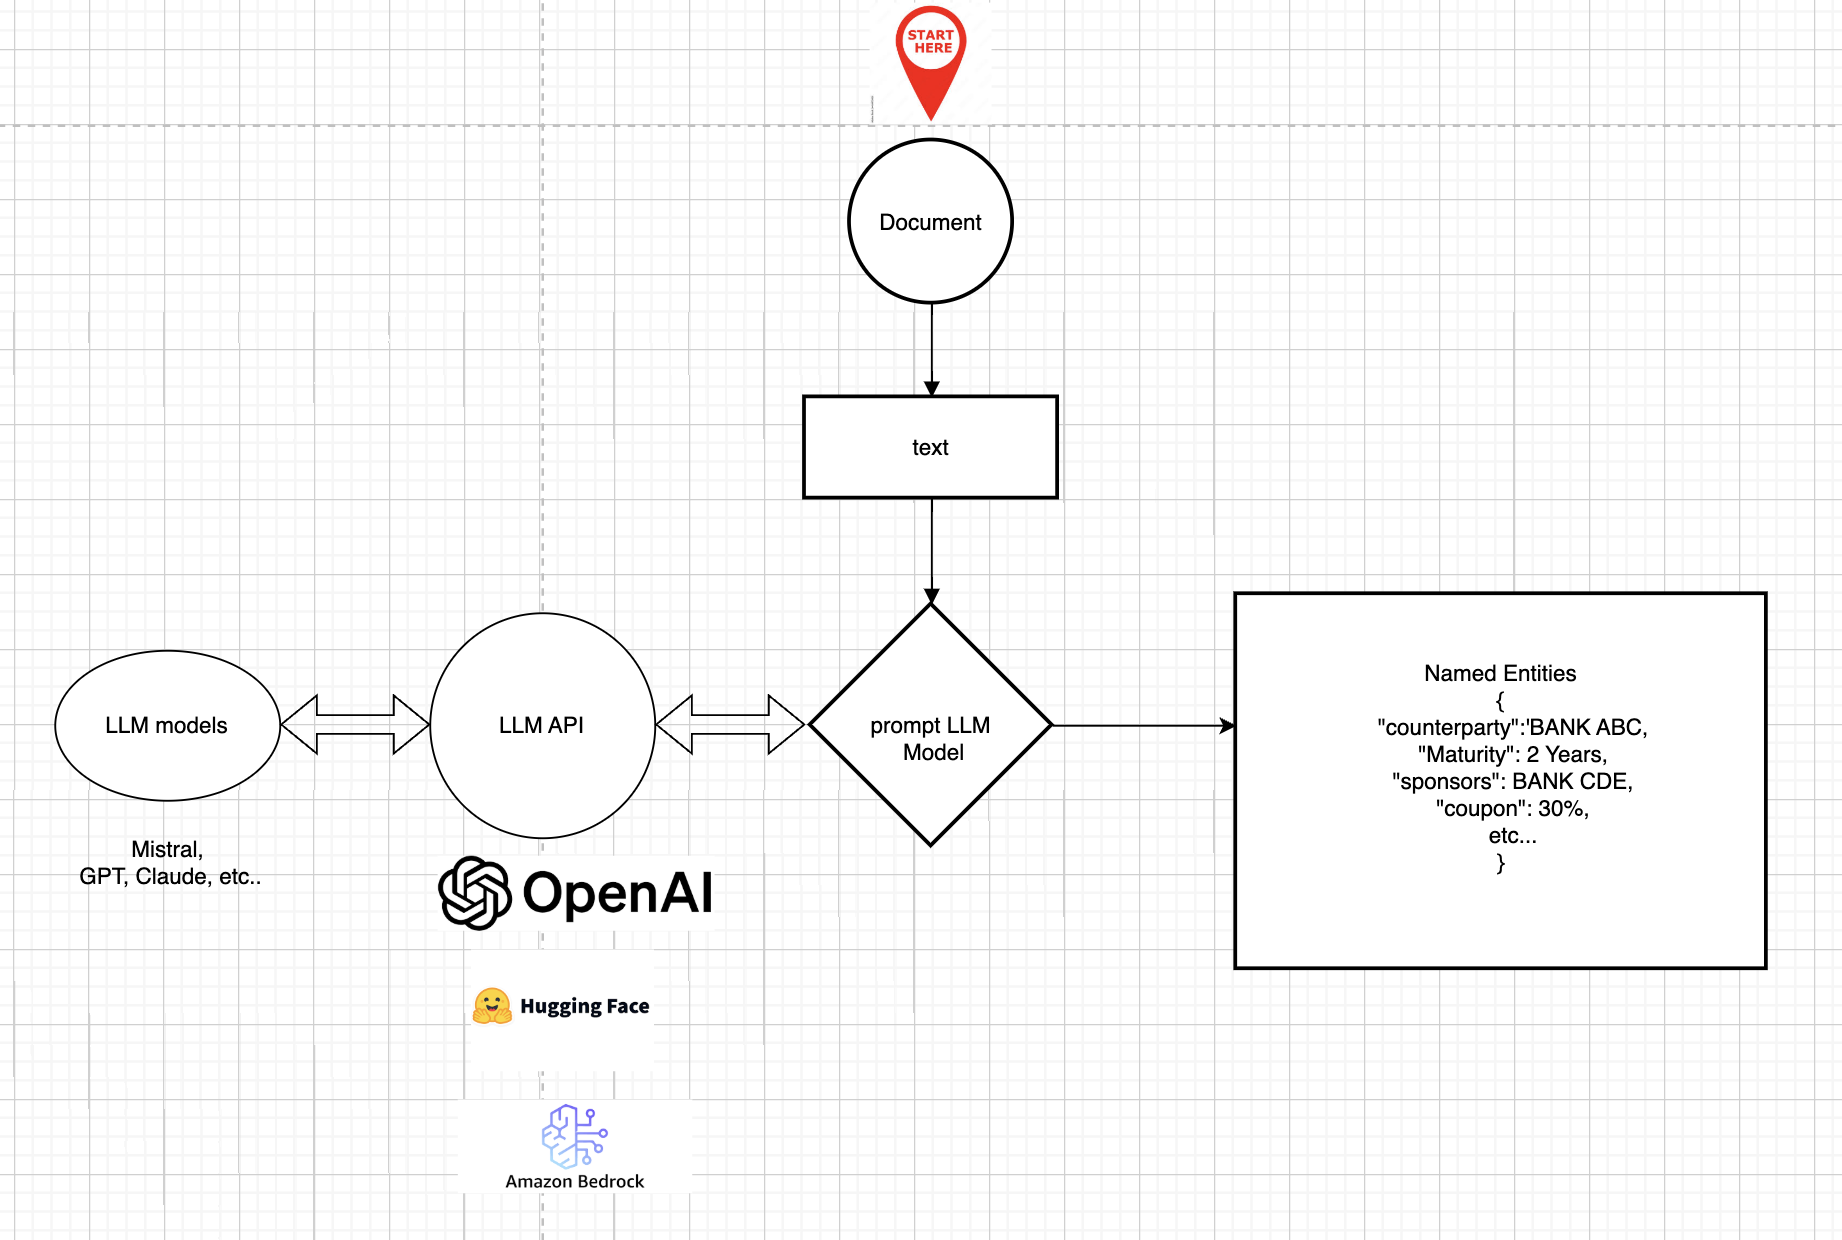 START
HERE
Document
text
LLM models
LLM API
prompt LLM
Model
Named Entities
{
"counterparty":'BANK ABC,
"Maturity": 2 Years,
"sponsors": BANK CDE,
"coupon": 30%,
etc...
}
Mistral,
GPT, Claude, etc..
OpenAI
Hugging Face
Amazon Bedrock